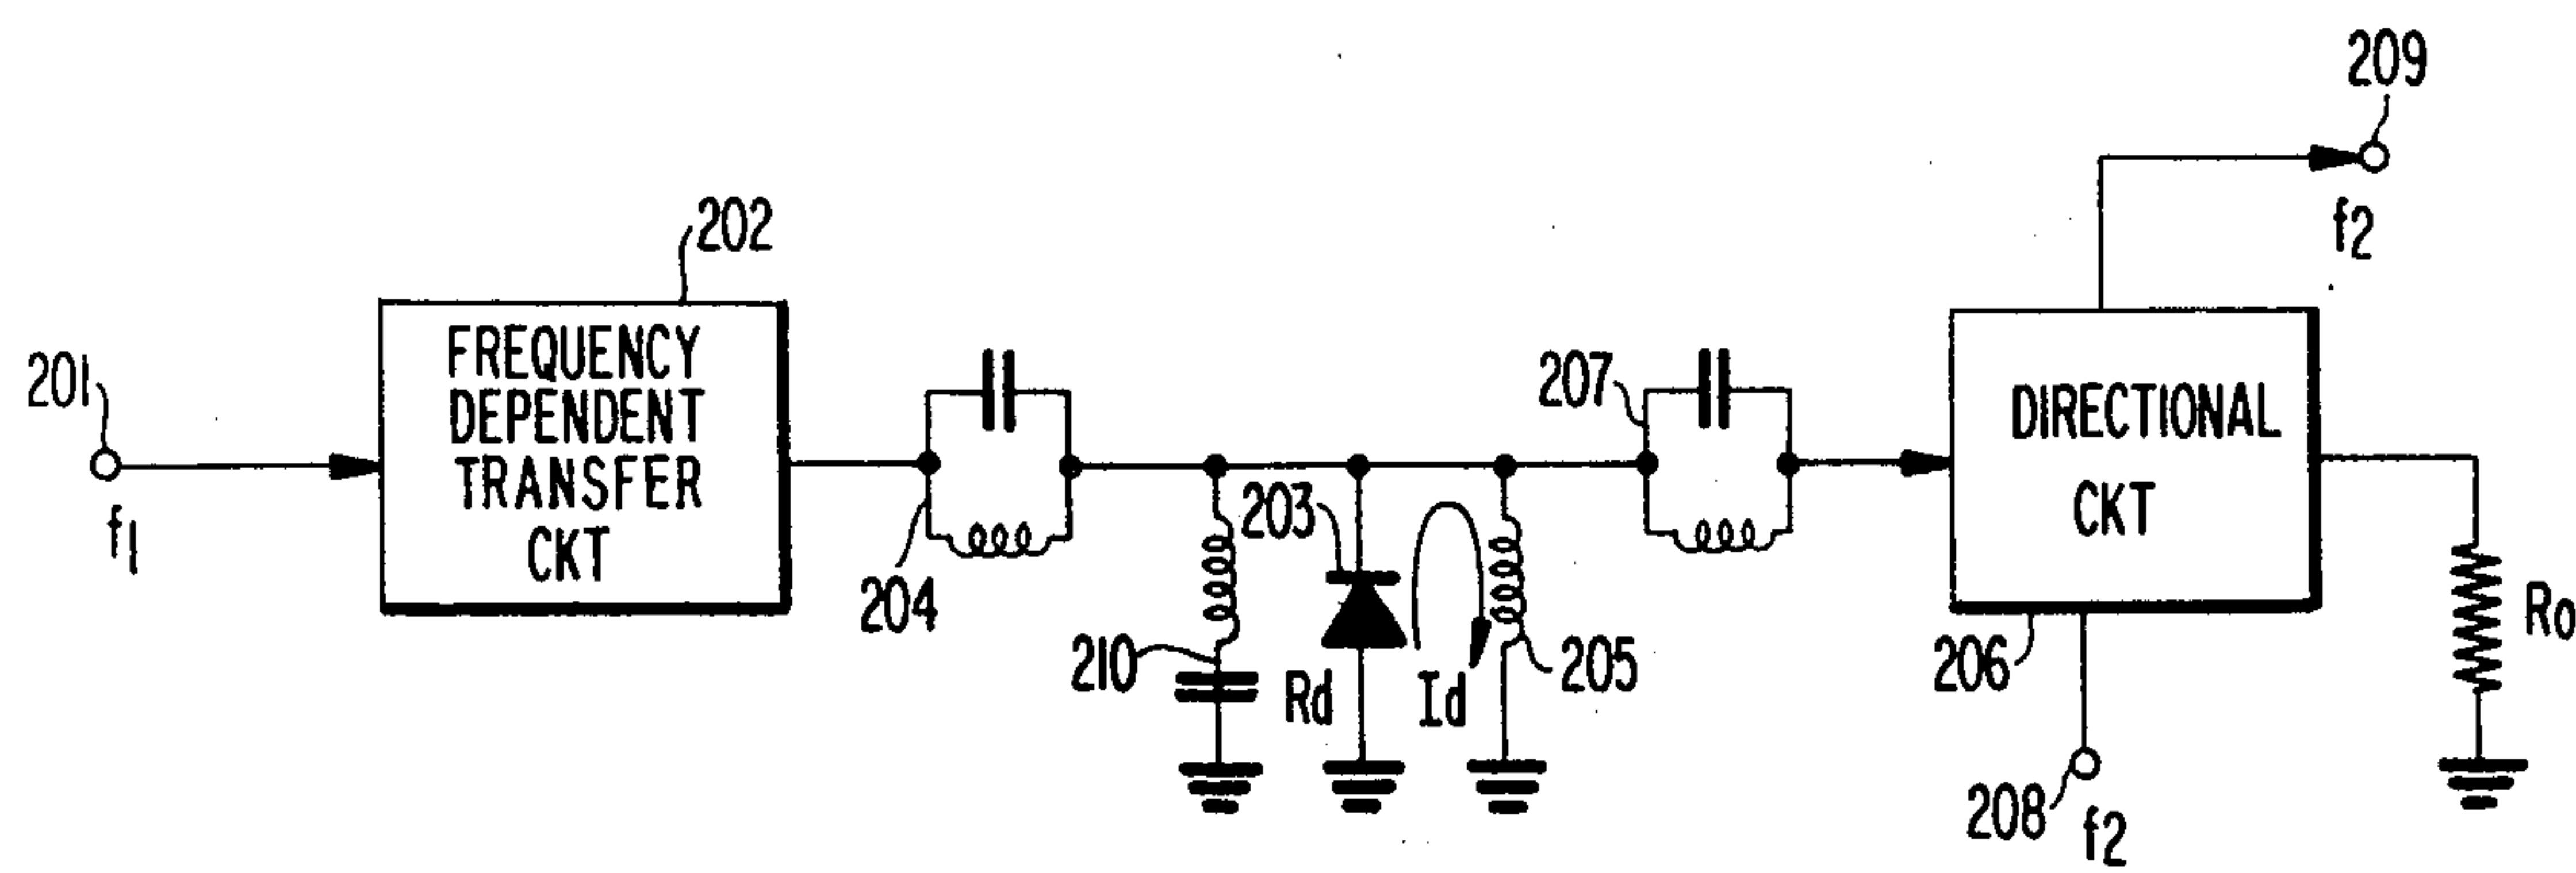 209
f2
202
FREQUENCY
DEPENDENT
TRANSFER
CKT
201
f1
204
207
203
210
Rd
Id
205
DIRECTIONAL
CKT
206
Ro
208
f2